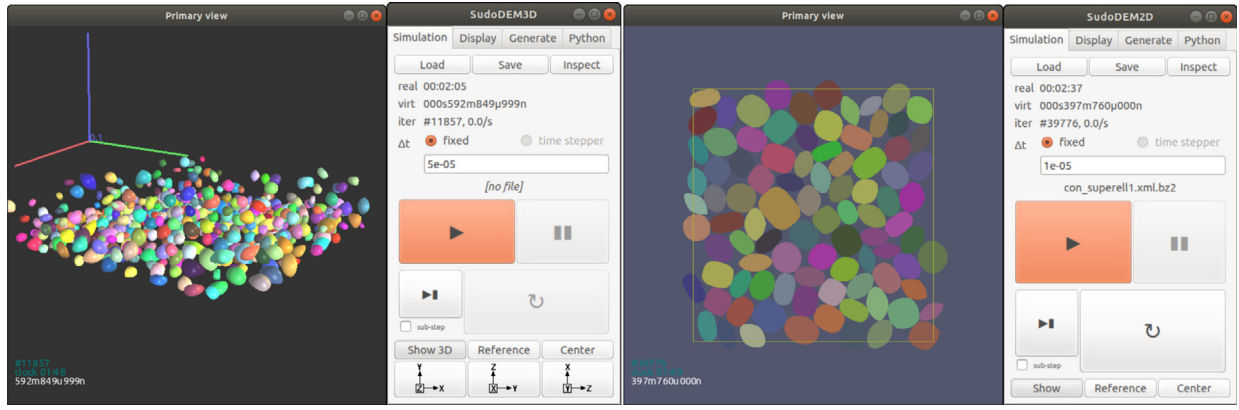 Primary view
0.1
#11857
clock 01:48
592m849u999n
SudoDEM3D
Simulation Display Generate Python
Load Save Inspect
real 00:02:05
virt 000s592m849µ999n
iter #11857, 0.0/s
Δt fixed time stepper
5e-05
[no file]
sub-step
Show 3D Reference Center
Y Z X
Z X X Y Y Z
Primary view
397m760u000n
SudoDEM2D
Simulation Display Generate Python
Load Save Inspect
real 00:02:37
virt 000s397m760µ000n
iter #39776, 0.0/s
Δt fixed time stepper
1e-05
con_superell1.xml.bz2
sub-step
Show Reference Center